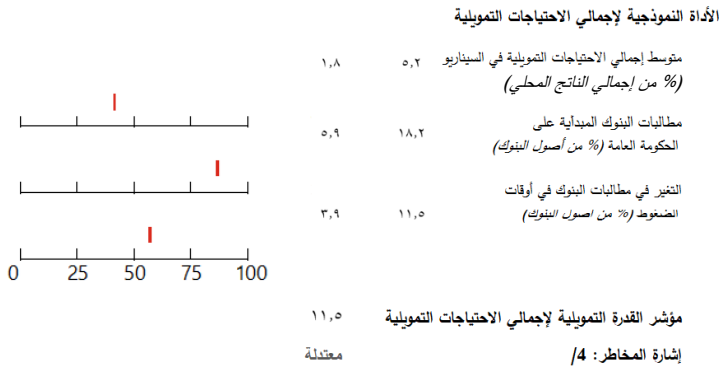 الأداة النموذجية لإجمالي الاحتياجات التمويلية
متوسط إجمالي الاحتياجات التمويلية في السيناريو ٥,٢ ١,٨
(% من إجمالي الناتج المحلي)
مطالبات البنوك المبدأية على
الحكومة العامة (% من أصول البنوك) ١٨,٢ ٥,٩
التغير في مطالبات البنوك في أوقات
الضغوط (% من اصول البنوك) ١١,٥ ٣,٩
0 25 50 75 100
مؤشر القدرة التمويلية لإجمالي الاحتياجات التمويلية ١١,٥
إشارة المخاطر: 4/ معتدلة